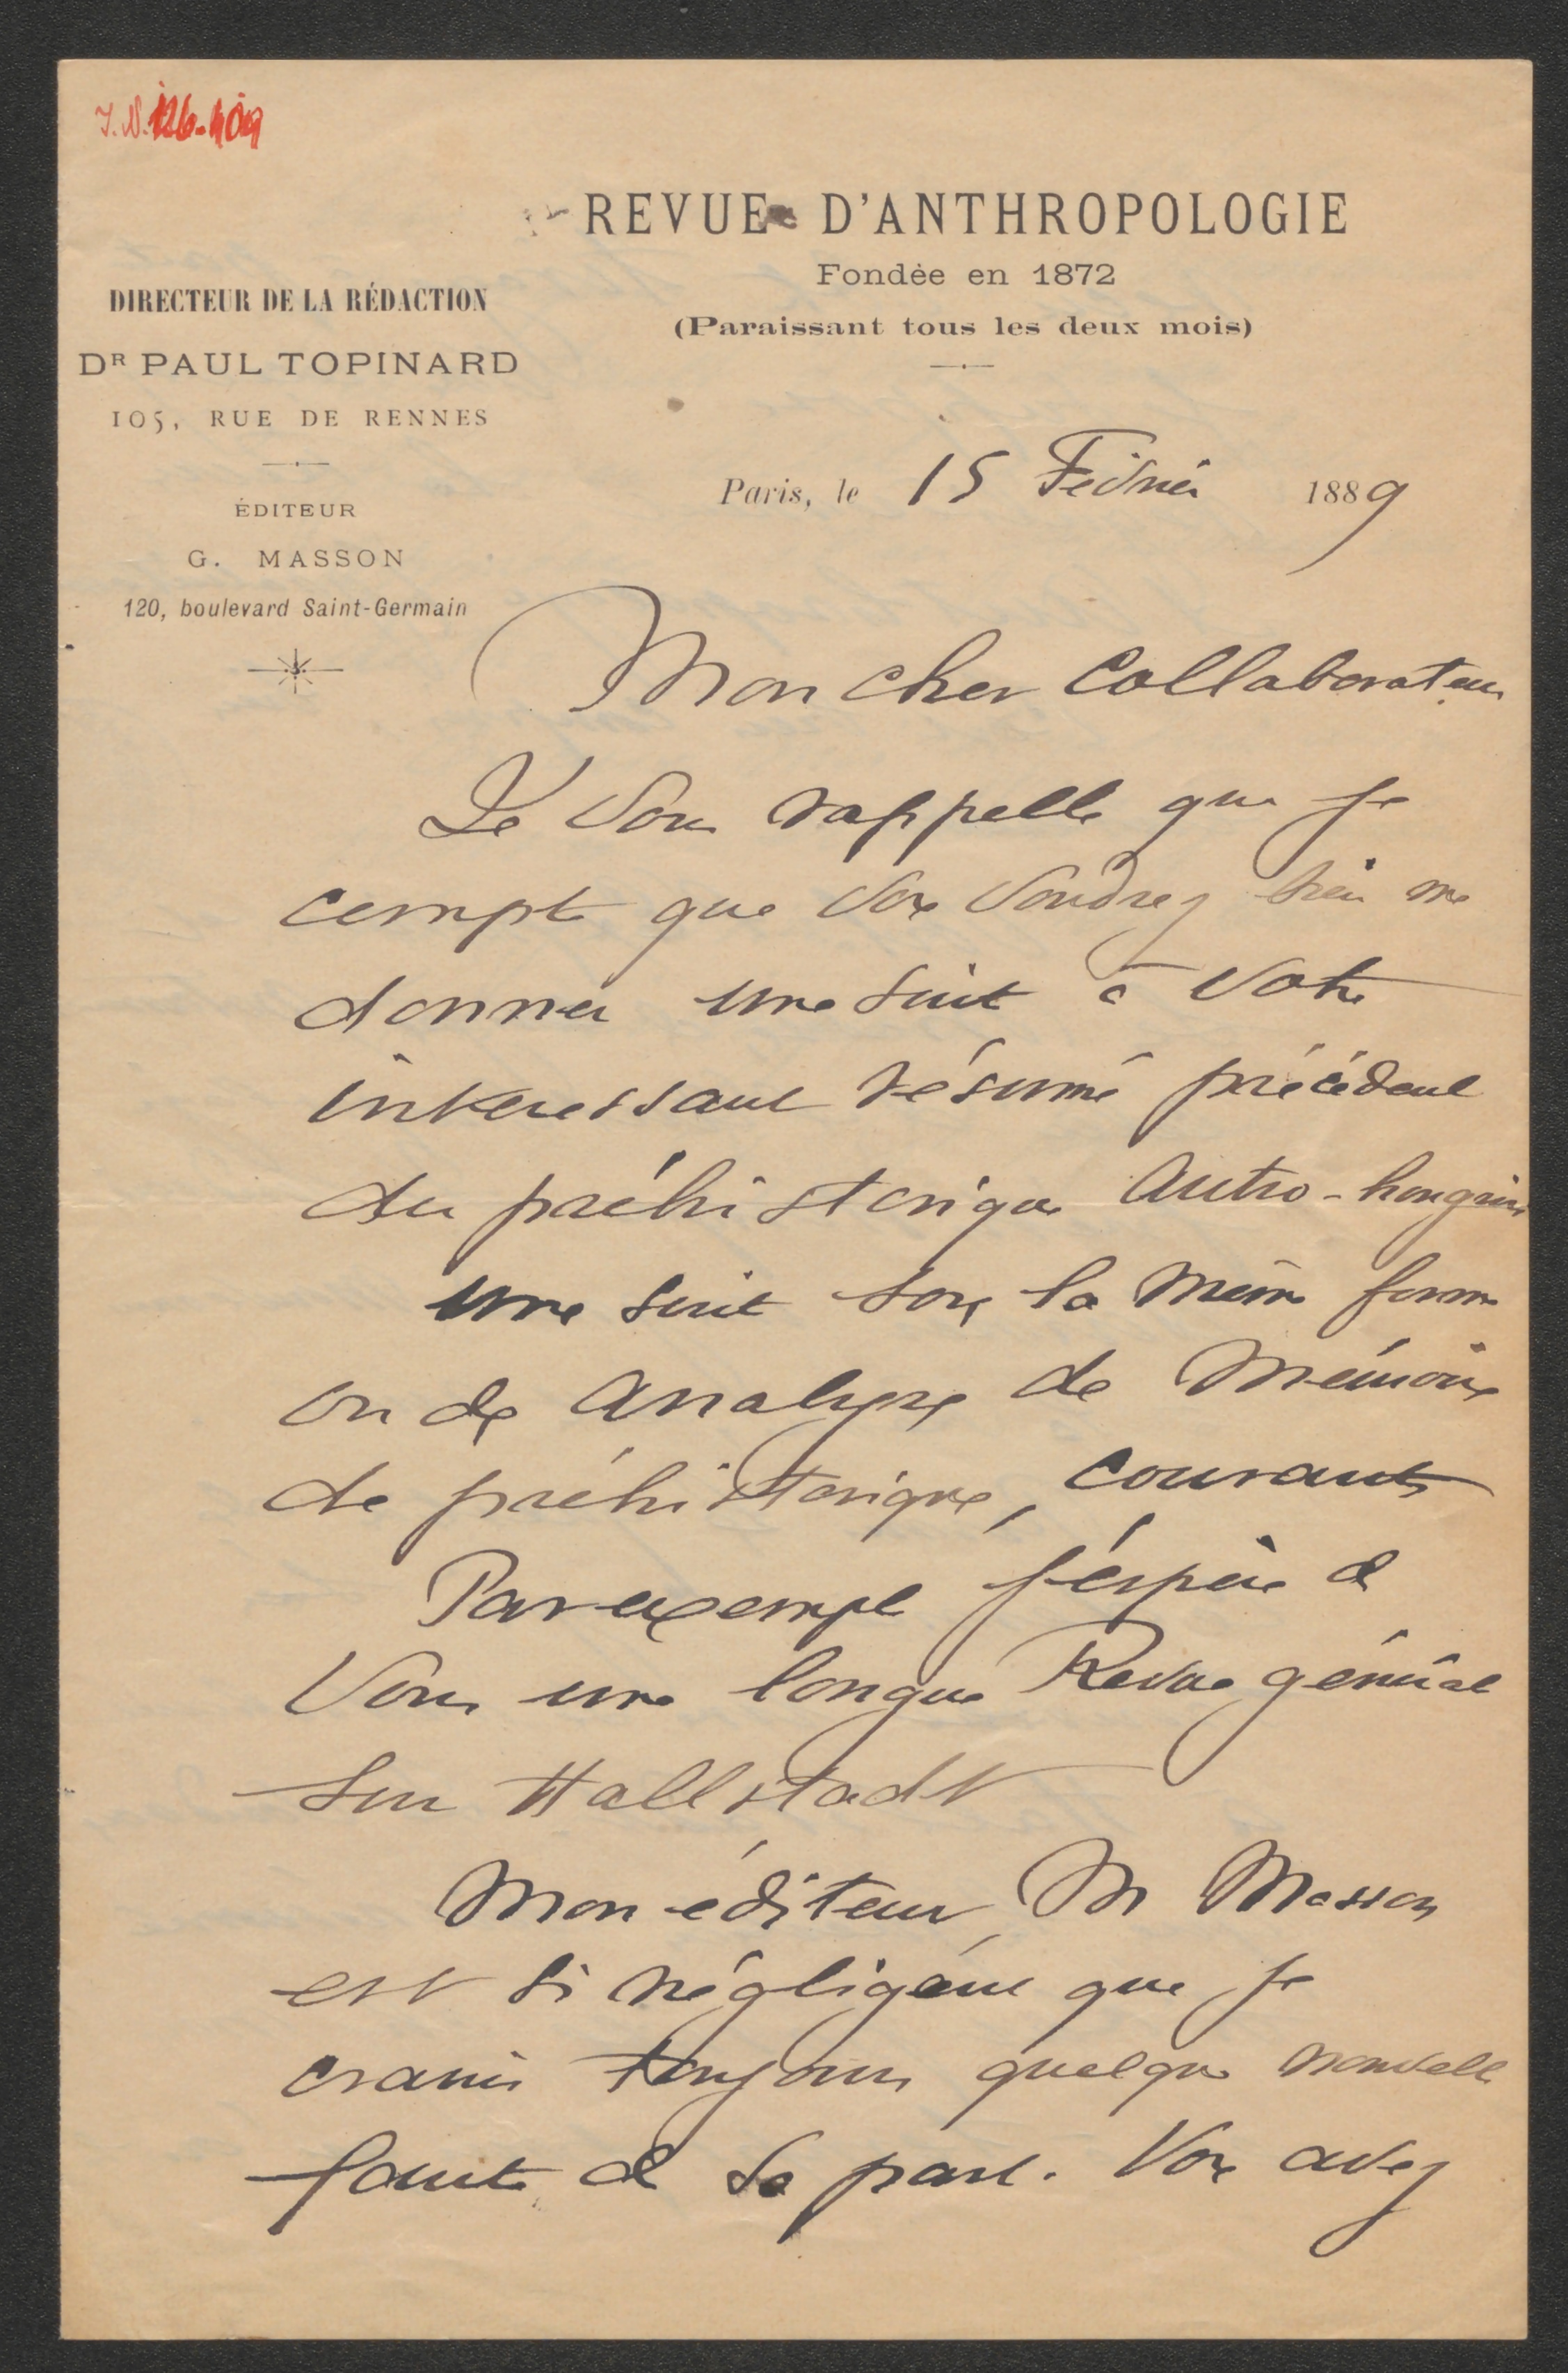 J.N. 126.409
REVUE D'ANTHROPOLOGIE
Fondée en 1872
(Paraissant tous les deux mois)
DIRECTEUR DE LA RÉDACTION
DR PAUL TOPINARD
105, RUE DE RENNES
ÉDITEUR
G. MASSON
120, boulevard Saint-Germain
Paris, le 15 Février 1889
Mon cher Collaborateur
Je vous rappelle que je
compte que vous voudrez bien me
donner une suite à votre
interessant résumé précédent
du préhistorique Autro-hongrois
une suite sous la même forme
ou de analyses de Mémoires
de préhistorique, courants
Par exemple j'éspère de
Vous une longue Revue générale
sur Hallstadt
Mon éditeur, M Masson
est si négligent que je
crains toujours quelque nouvelle
faute de sa part. Vous avez